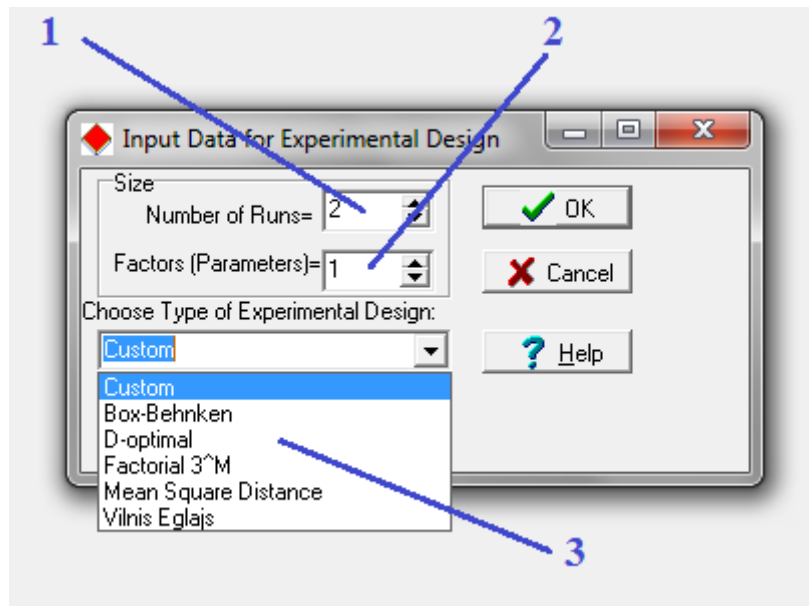 1 2
Input Data for Experimental Design
Size
Number of Runs= 2
OK
Factors (Parameters)= 1
Cancel
Choose Type of Experimental Design:
Custom
Help
Custom
Box-Behnken
D-optimal
Factorial 3^M
Mean Square Distance
Vilnis Eglajs
3